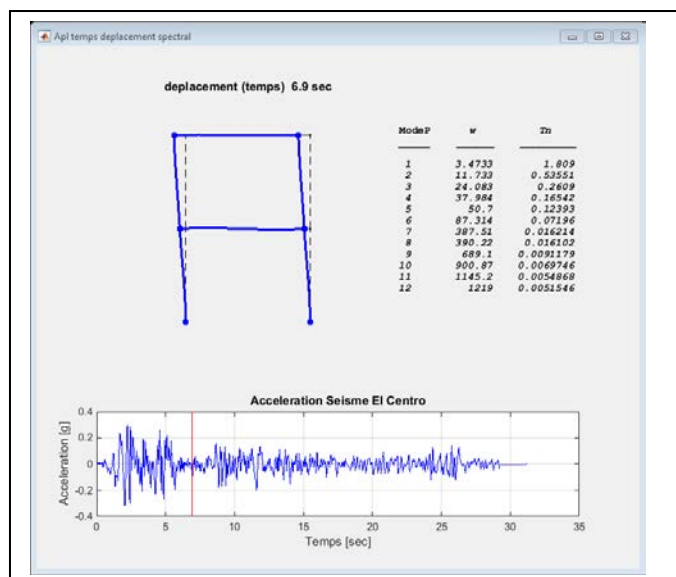 Apl temps deplacement spectral
deplacement (temps) 6.9 sec
ModeP w Tn
1 3.4733 1.809
2 11.733 0.53551
3 24.083 0.2609
4 37.984 0.16542
5 50.7 0.12393
6 87.314 0.07196
7 387.51 0.016214
8 390.22 0.016102
9 689.1 0.0091179
10 900.87 0.0069746
11 1145.2 0.0054868
12 1219 0.0051546
Acceleration Seisme El Centro
Acceleration [g]
0.4
0.2
0
-0.2
-0.4
0 5 10 15 20 25 30 35
Temps [sec]